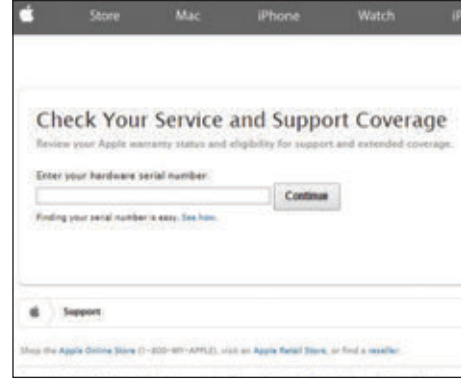 Store Mac iPhone Watch iP
Check Your Service and Support Coverage
Review your Apple warranty status and eligibility for support and extended coverage.
Enter your hardware serial number:
Continue
Finding your serial number is easy. See how.
Support
Shop the Apple Online Store (1-800-MY-APPLE), visit an Apple Retail Store, or find a reseller.